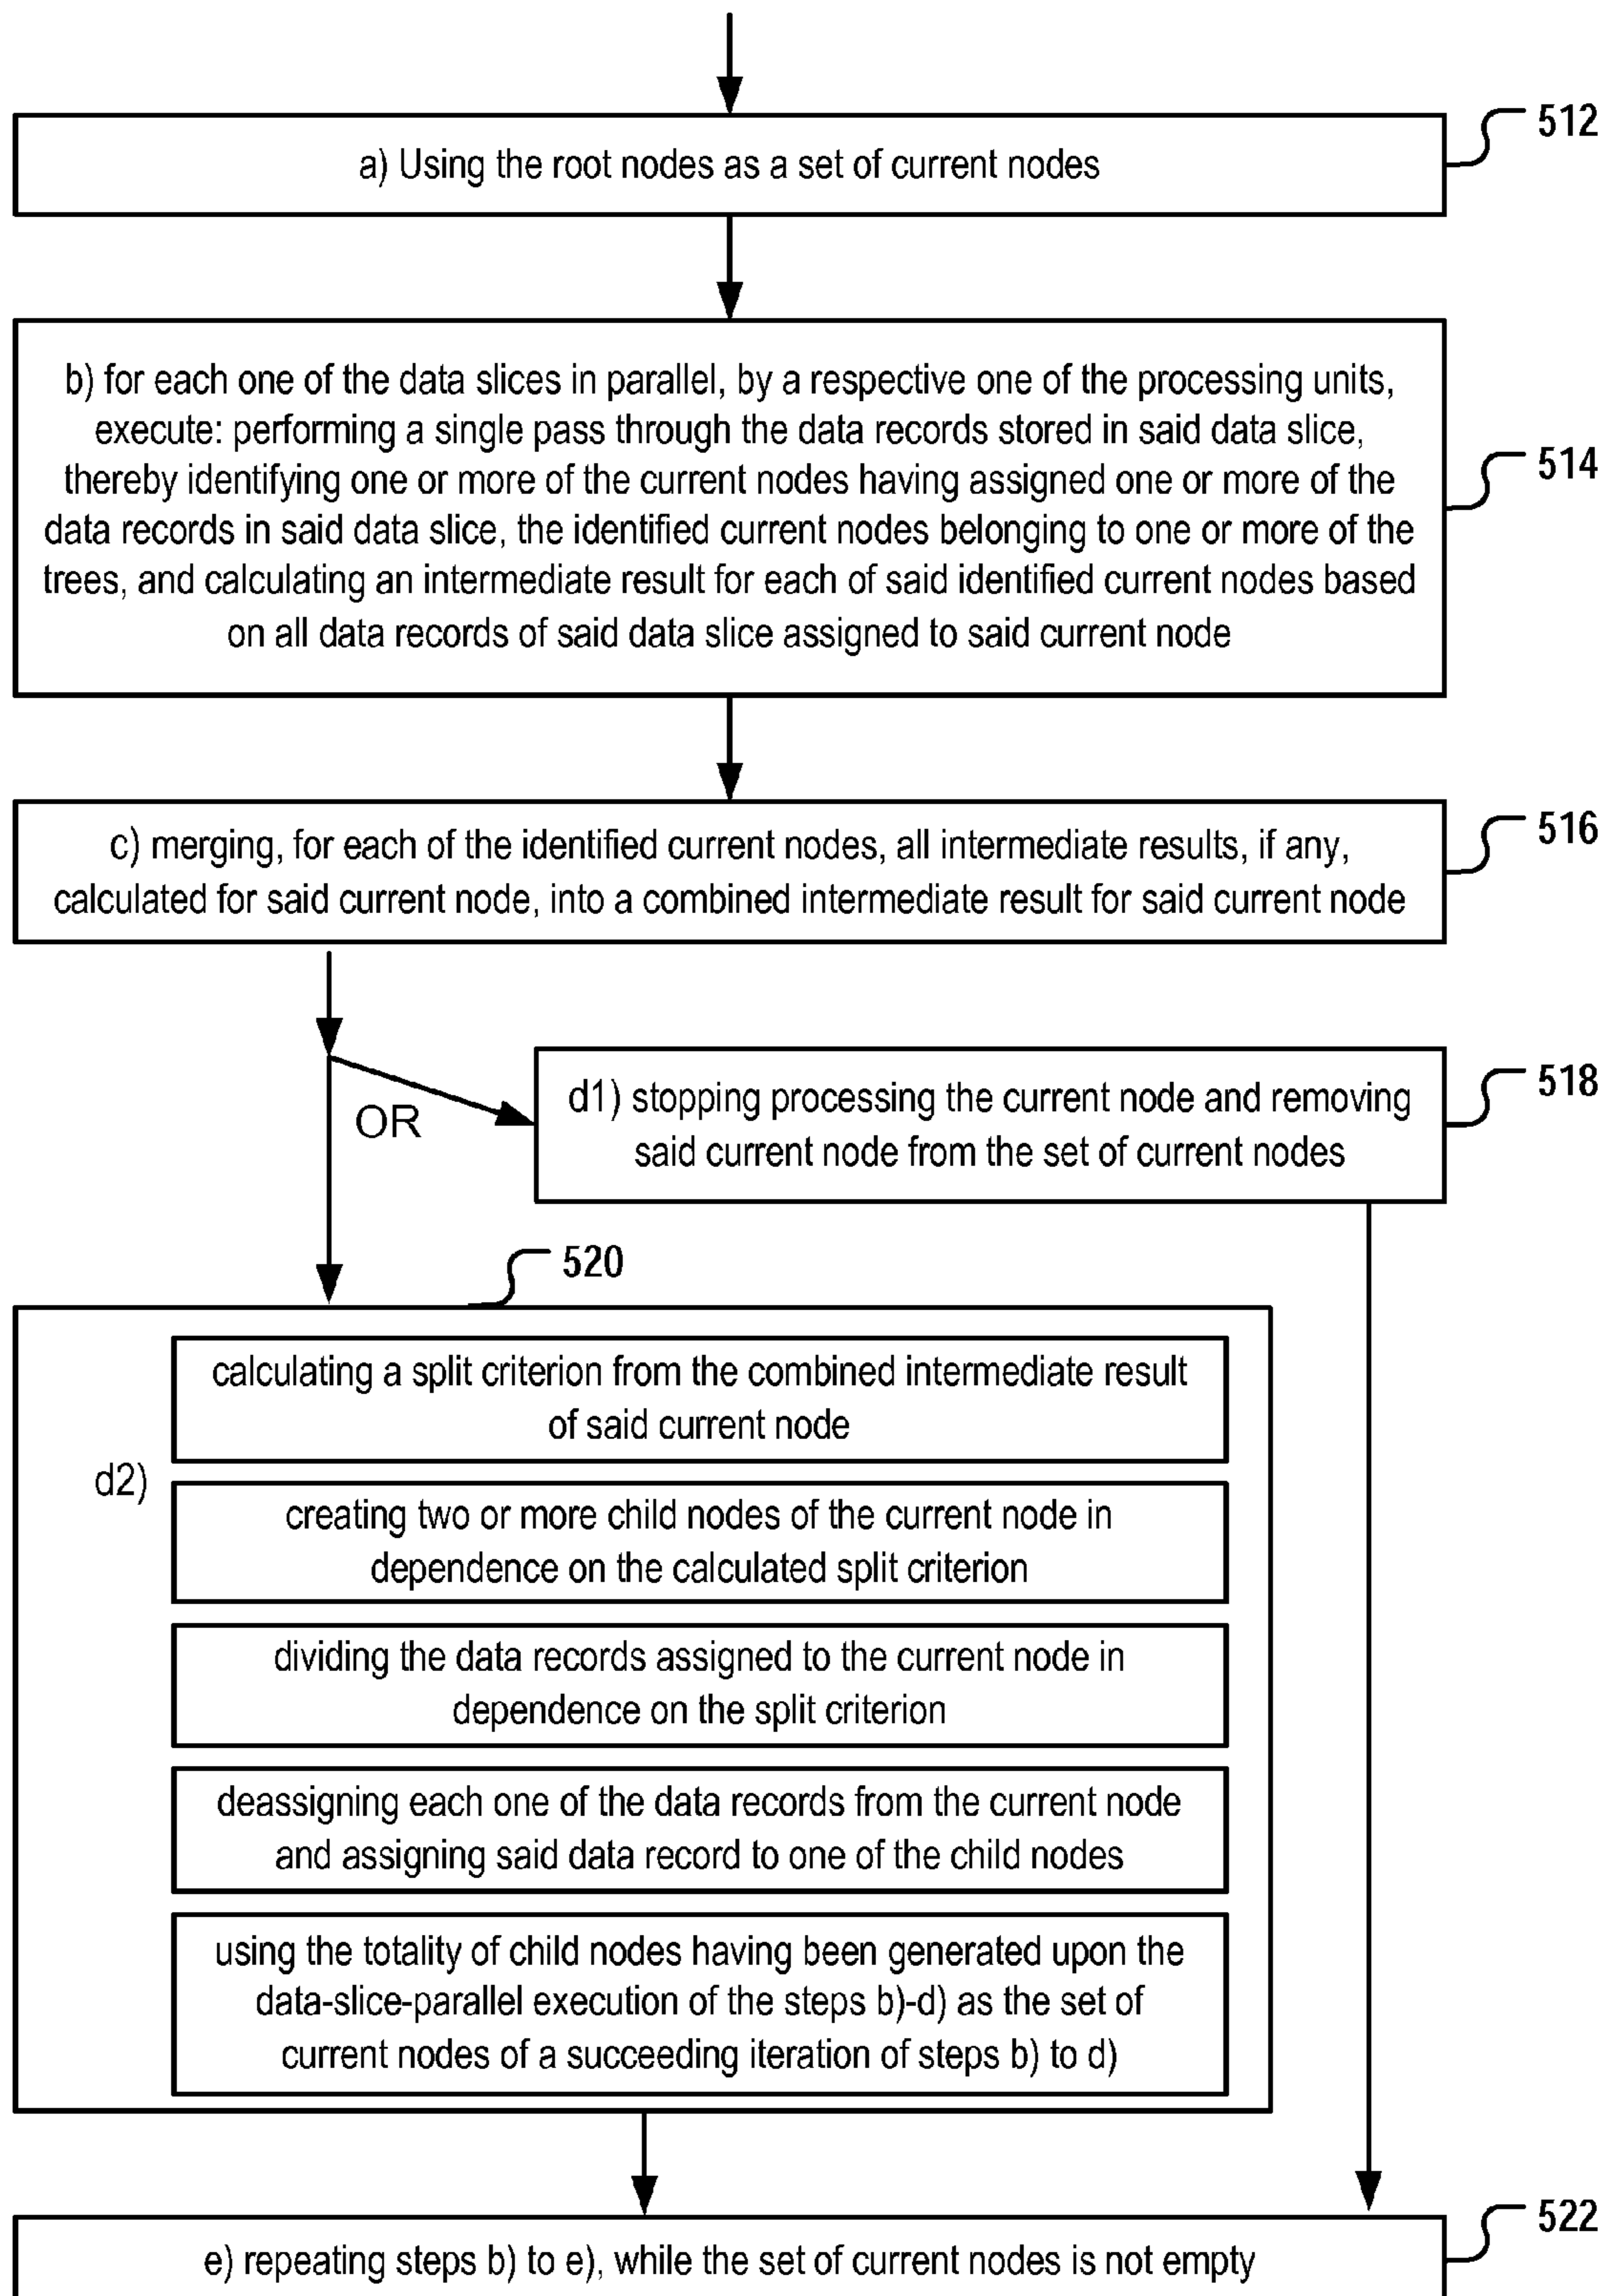 a) Using the root nodes as a set of current nodes
512
b) for each one of the data slices in parallel, by a respective one of the processing units,
execute: performing a single pass through the data records stored in said data slice,
thereby identifying one or more of the current nodes having assigned one or more of the
data records in said data slice, the identified current nodes belonging to one or more of the
trees, and calculating an intermediate result for each of said identified current nodes based
on all data records of said data slice assigned to said current node
514
c) merging, for each of the identified current nodes, all intermediate results, if any,
calculated for said current node, into a combined intermediate result for said current node
516
OR
d1) stopping processing the current node and removing
said current node from the set of current nodes
518
520
d2)
calculating a split criterion from the combined intermediate result
of said current node
creating two or more child nodes of the current node in
dependence on the calculated split criterion
dividing the data records assigned to the current node in
dependence on the split criterion
deassigning each one of the data records from the current node
and assigning said data record to one of the child nodes
using the totality of child nodes having been generated upon the
data-slice-parallel execution of the steps b)-d) as the set of
current nodes of a succeeding iteration of steps b) to d)
e) repeating steps b) to e), while the set of current nodes is not empty
522